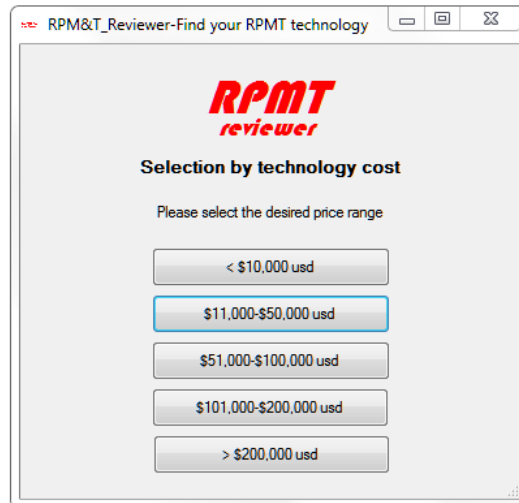 RPM&T_Reviewer-Find your RPMT technology
RPMT
reviewer
Selection by technology cost
Please select the desired price range
< $10,000 usd
$11,000-$50,000 usd
$51,000-$100,000 usd
$101,000-$200,000 usd
> $200,000 usd